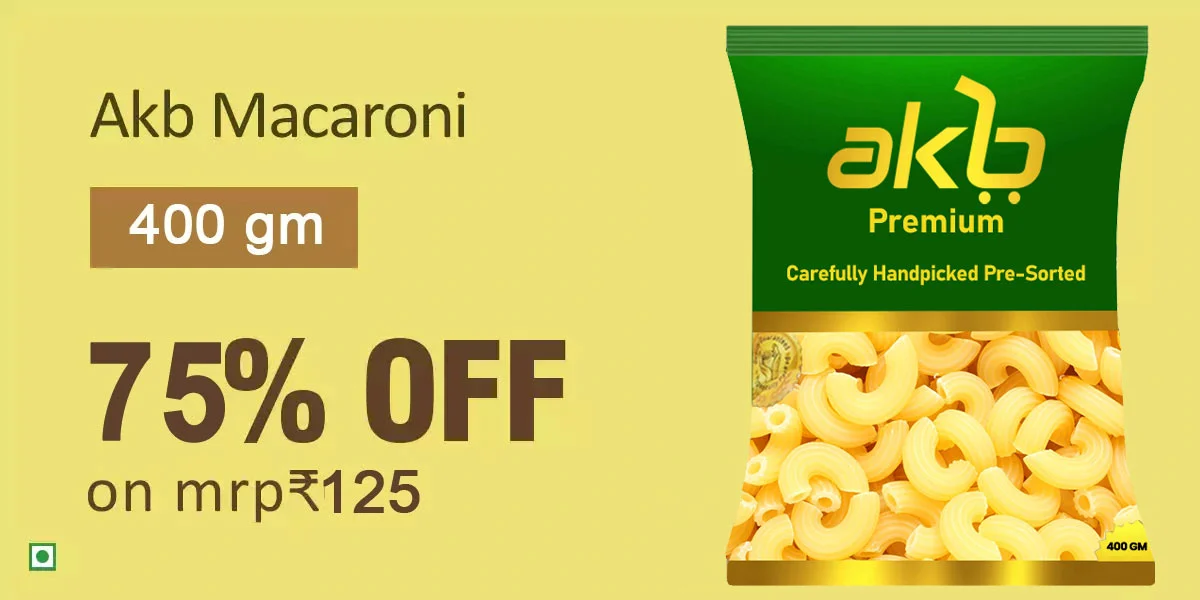 Akb Macaroni
400 gm
75% OFF
on mrp₹125
akb
Premium
Carefully Handpicked Pre-Sorted
400 GM